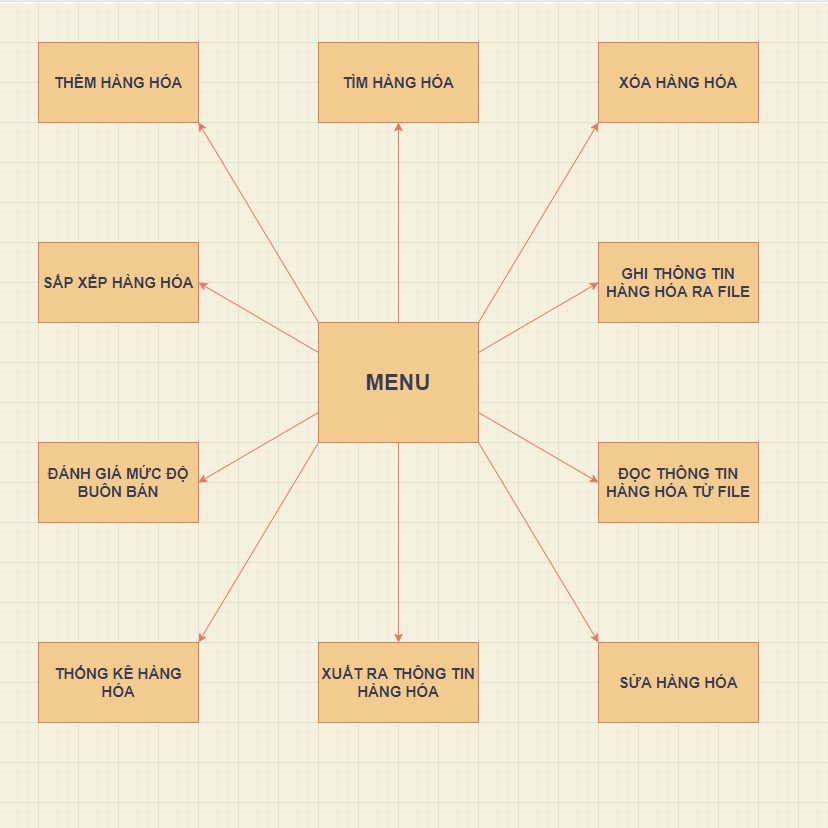 THÊM HÀNG HÓA
TÌM HÀNG HÓA
XÓA HÀNG HÓA
SẮP XẾP HÀNG HÓA
GHI THÔNG TIN
HÀNG HÓA RA FILE
MENU
ĐÁNH GIÁ MỨC ĐỘ
BUÔN BÁN
ĐỌC THÔNG TIN
HÀNG HÓA TỪ FILE
THỐNG KÊ HÀNG
HÓA
XUẤT RA THÔNG TIN
HÀNG HÓA
SỬA HÀNG HÓA